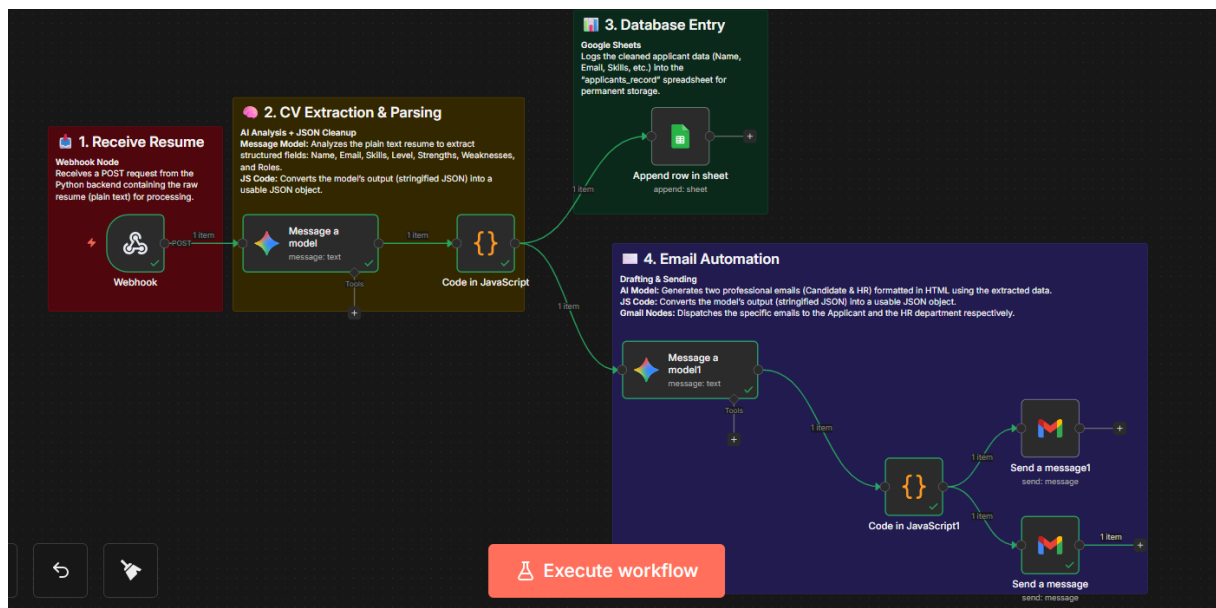 1. Receive Resume
Webhook Node
Receives a POST request from the
Python backend containing the raw
resume (plain text) for processing.
POST
1 item
Webhook
2. CV Extraction & Parsing
AI Analysis + JSON Cleanup
Message Model: Analyzes the plain text resume to extract
structured fields: Name, Email, Skills, Level, Strengths, Weaknesses,
and Roles.
JS Code: Converts the model's output (stringified JSON) into a
usable JSON object.
Message a
model
message: text
Tools
1 item
Code in JavaScript
1 item
1 item
3. Database Entry
Google Sheets
Logs the cleaned applicant data (Name,
Email, Skills, etc.) into the
"applicants_record" spreadsheet for
permanent storage.
Append row in sheet
append: sheet
4. Email Automation
Drafting & Sending
AI Model: Generates two professional emails (Candidate & HR) formatted in HTML using the extracted data.
JS Code: Converts the model's output (stringified JSON) into a usable JSON object.
Gmail Nodes: Dispatches the specific emails to the Applicant and the HR department respectively.
Message a
model1
message: text
Tools
1 item
Code in JavaScript1
1 item
1 item
Send a message1
send: message
1 item
Send a message
send: message
Execute workflow